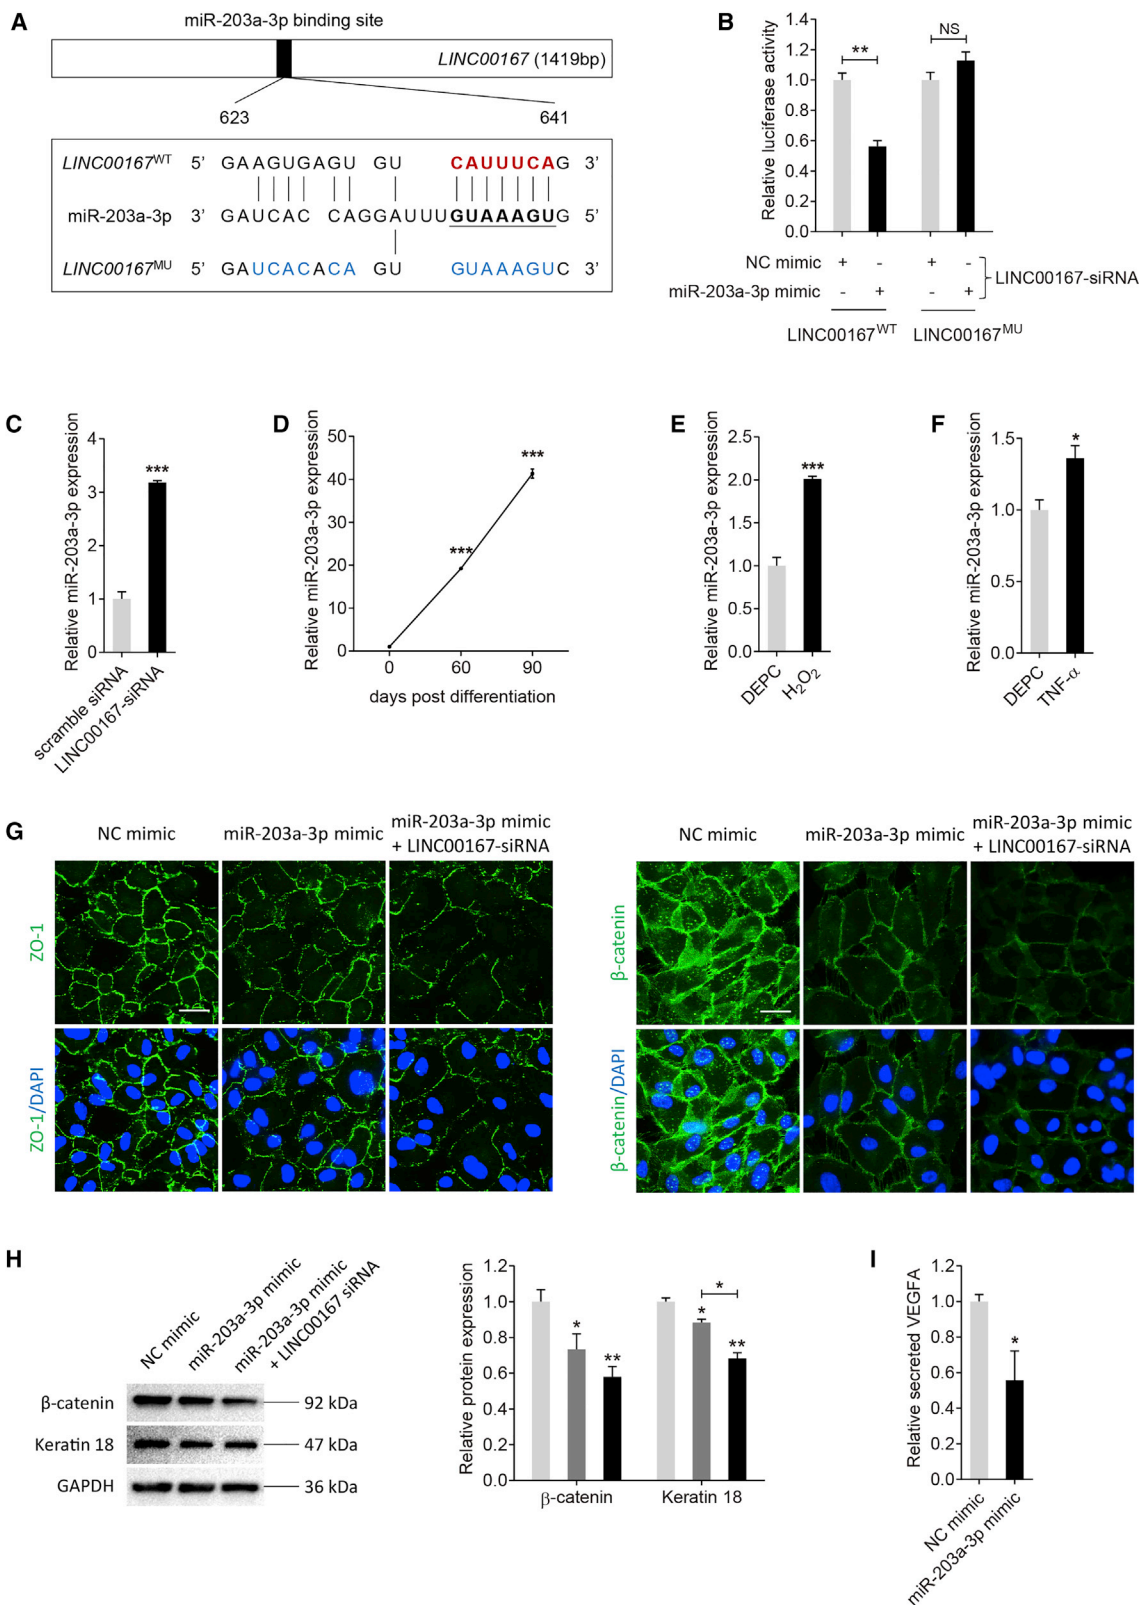 A
miR-203a-3p binding site
LINC00167 (1419bp)
623 641
LINC00167WT 5' GAAGUGAGU GU CAUUUCAG 3'
miR-203a-3p 3' GAUCAC CAGGAUUUGUAAAGUG 5'
LINC00167MU 5' GAUCACACA GU GUAAAGUC 3'
B
Relative luciferase activity
1.4
1.2
1.0
0.8
0.6
0.4
0.2
0.0
** NS
NC mimic + - + -
miR-203a-3p mimic - + - +
LINC00167-siRNA
LINC00167WT LINC00167MU
C
Relative miR-203a-3p expression
4
3
2
1
0
***
scramble siRNA
LINC00167-siRNA
D
Relative miR-203a-3p expression
50
40
30
20
10
0
*** ***
0 60 90
days post differentiation
E
Relative miR-203a-3p expression
2.5
2.0
1.5
1.0
0.5
0.0
***
DEPC
H2O2
F
Relative miR-203a-3p expression
1.5
1.0
0.5
0.0
*
DEPC
TNF-α
G
NC mimic miR-203a-3p mimic miR-203a-3p mimic
+ LINC00167-siRNA
ZO-1
ZO-1/DAPI
NC mimic miR-203a-3p mimic miR-203a-3p mimic
+ LINC00167-siRNA
β-catenin
β-catenin/DAPI
H
NC mimic
miR-203a-3p mimic
miR-203a-3p mimic
+ LINC00167 siRNA
β-catenin 92 kDa
Keratin 18 47 kDa
GAPDH 36 kDa
Relative protein expression
1.2
1.0
0.8
0.6
0.4
0.2
0.0
* ** * ** *
β-catenin Keratin 18
I
Relative secreted VEGFA
1.2
1.0
0.8
0.6
0.4
0.2
0.0
*
NC mimic
miR-203a-3p mimic